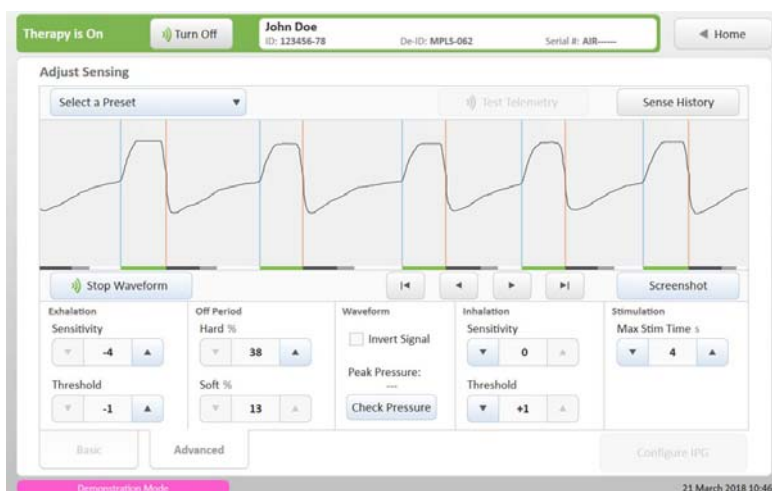 Therapy is On
Turn Off
John Doe
ID: 123456-78 De-ID: MPLS-062 Serial #: AIR------
Home
Adjust Sensing
Select a Preset
Test Telemetry
Sense History
Stop Waveform
Screenshot
Exhalation
Sensitivity
-4
Threshold
-1
Off Period
Hard %
38
Soft %
13
Waveform
Invert Signal
Peak Pressure:
---
Check Pressure
Inhalation
Sensitivity
0
Threshold
+1
Stimulation
Max Stim Time s
4
Basic
Advanced
Configure IPG
Demonstration Mode
21 March 2018 10:46